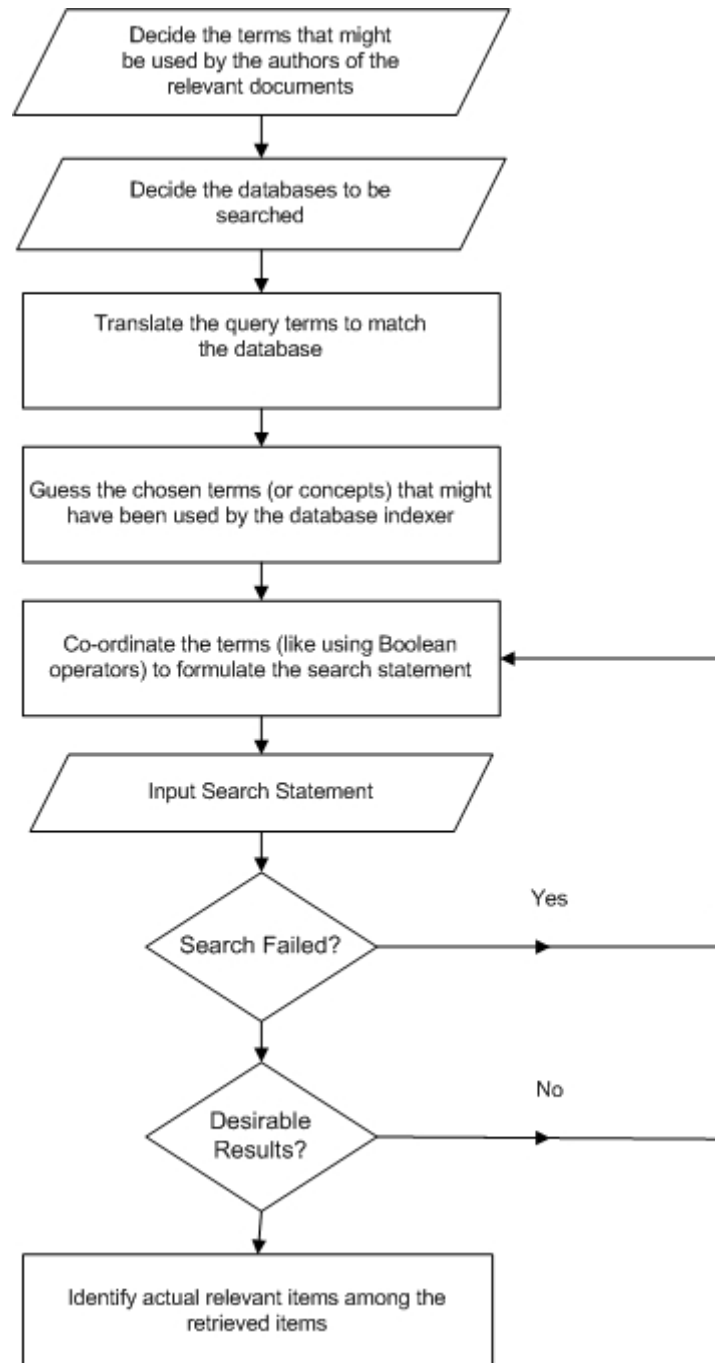 Decide the terms that might
be used by the authors of the
relevant documents
Decide the databases to be
searched
Translate the query terms to match
the database
Guess the chosen terms (or concepts) that might
have been used by the database indexer
Co-ordinate the terms (like using Boolean
operators) to formulate the search statement
Input Search Statement
Search Failed?
Yes
Desirable
Results?
No
Identify actual relevant items among the
retrieved items